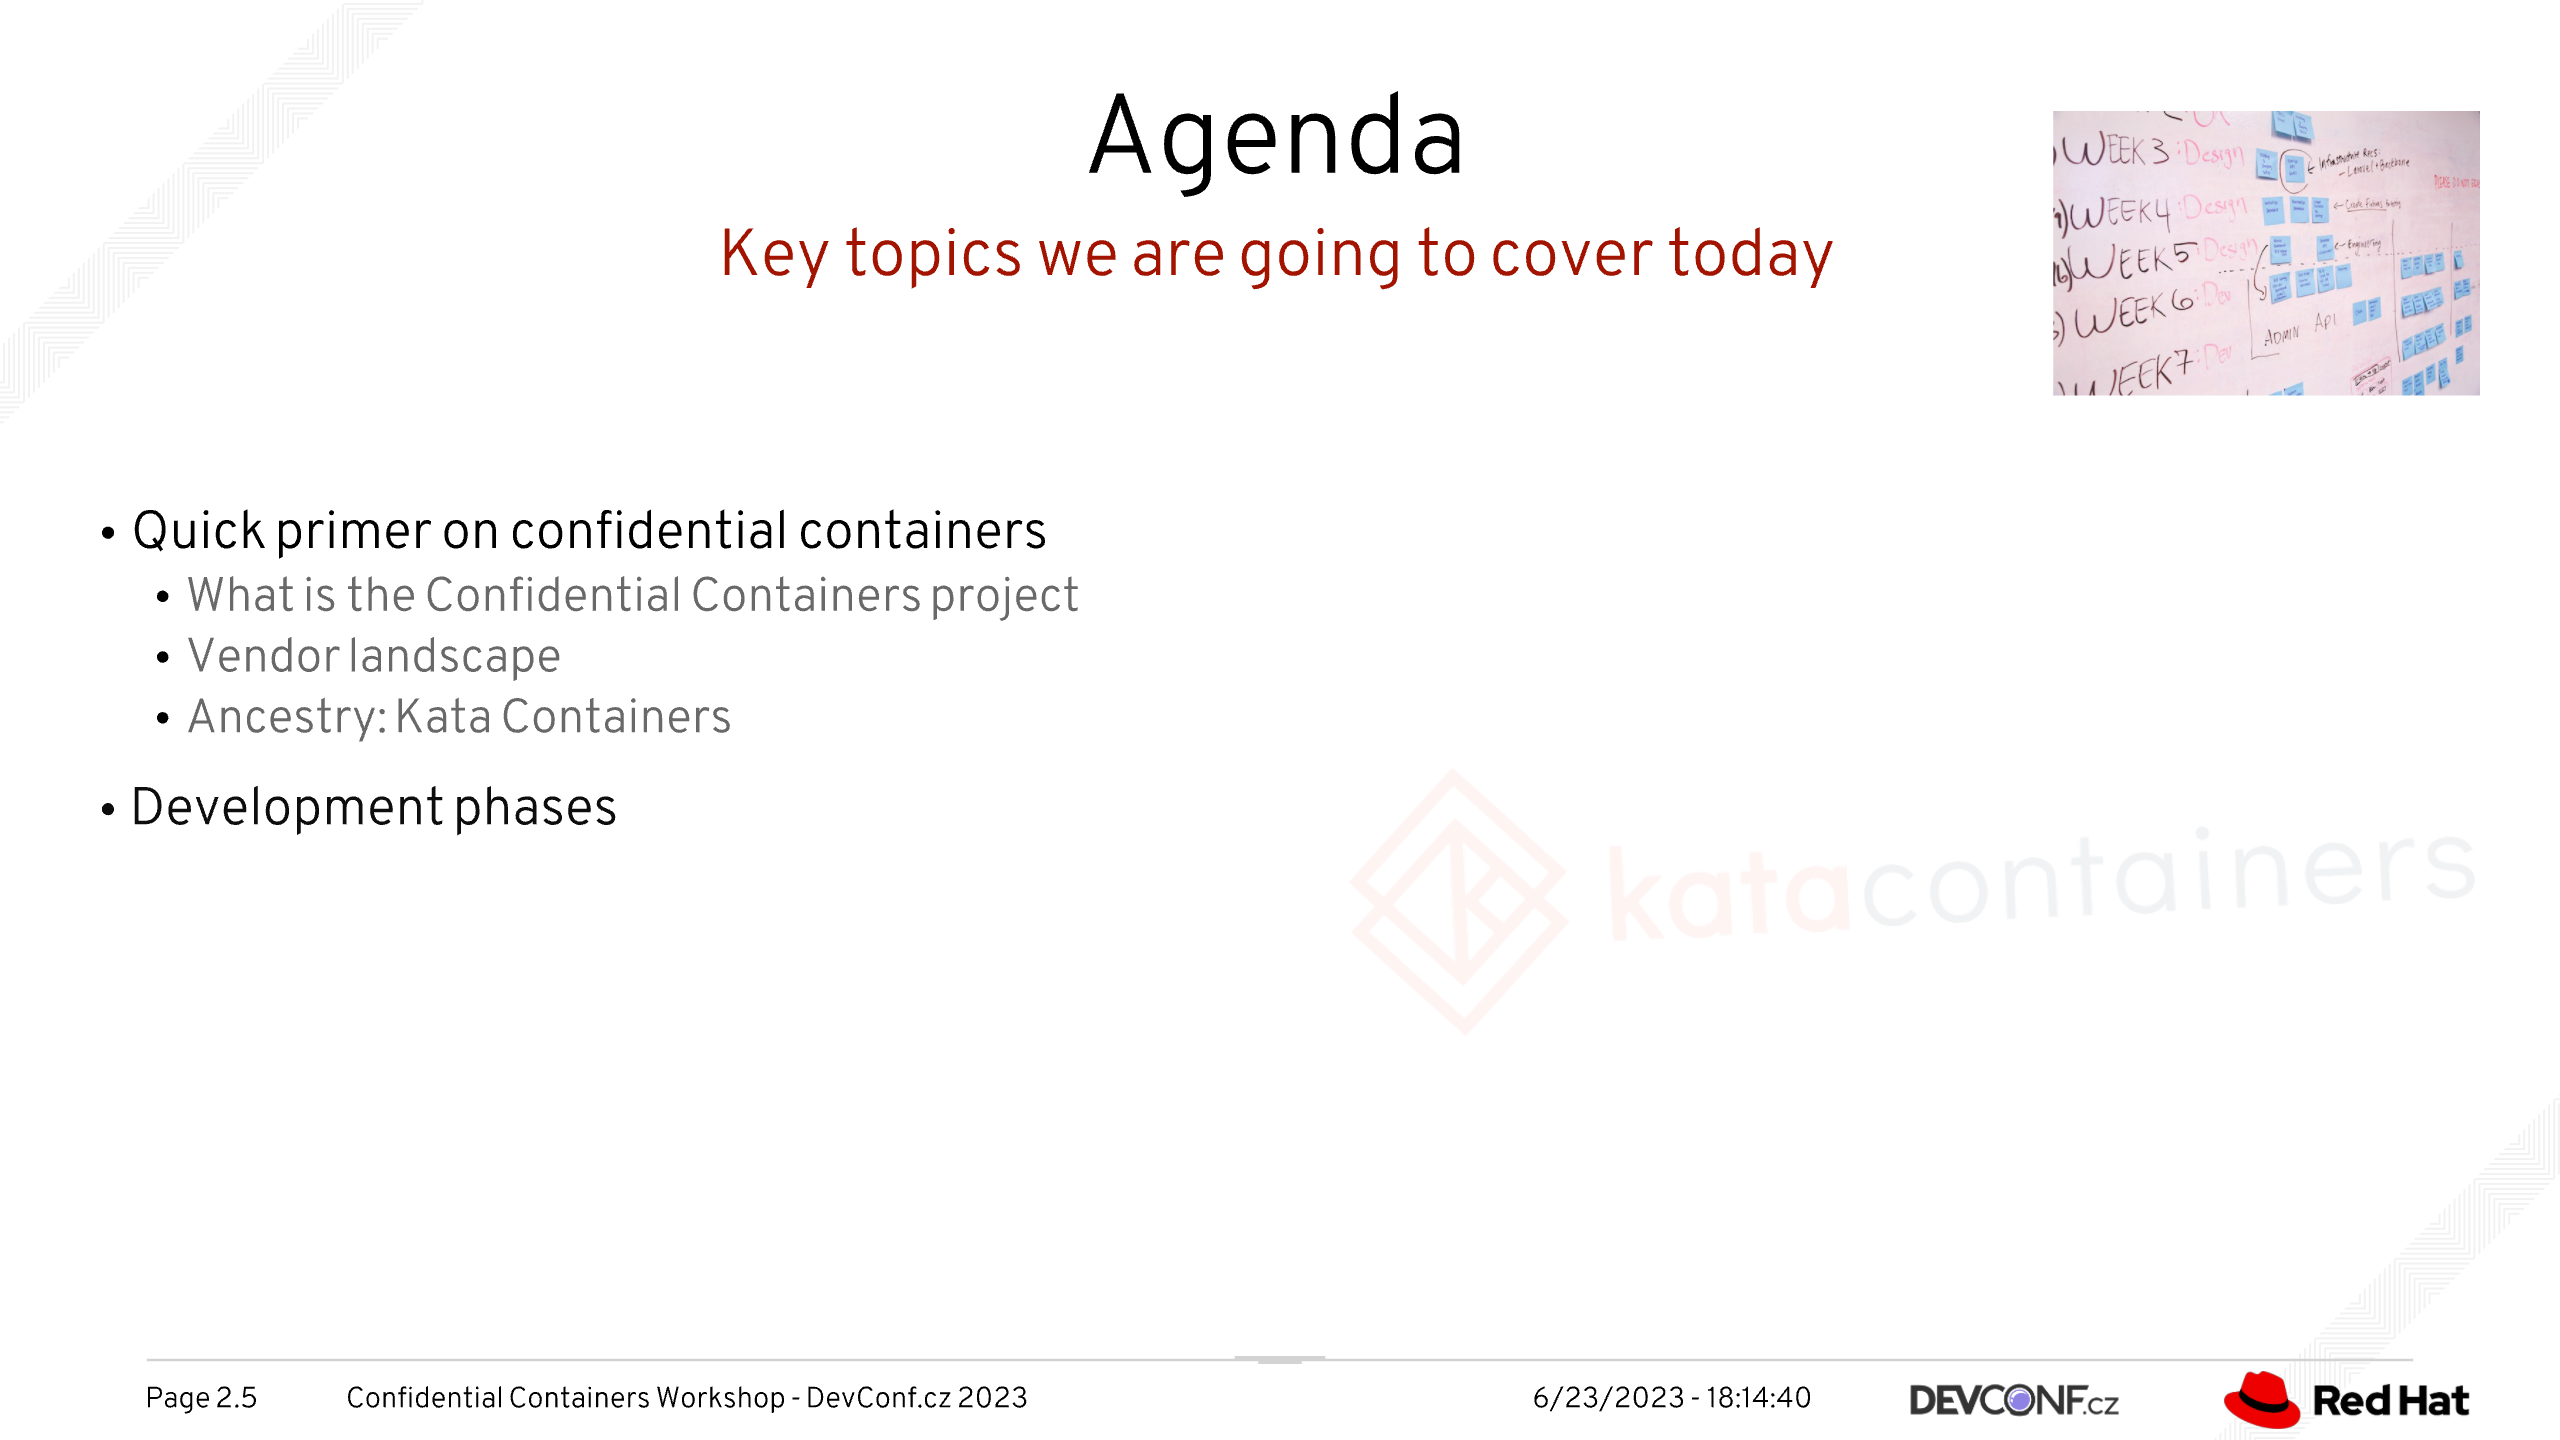 Agenda
Key topics we are going to cover today
WEEK 3 : Design
Infrastructure Recs:
WEEK 4 : Design
WEEK 5 : Design
Engineering
WEEK 6 : Dev
ADMIN API
WEEK 7 : Dev
• Quick primer on confidential containers
• What is the Confidential Containers project
• Vendor landscape
• Ancestry: Kata Containers
• Development phases
katacontainers
Page 2.5 Confidential Containers Workshop - DevConf.cz 2023 6/23/2023 - 18:14:40 DEVCONF.cz Red Hat